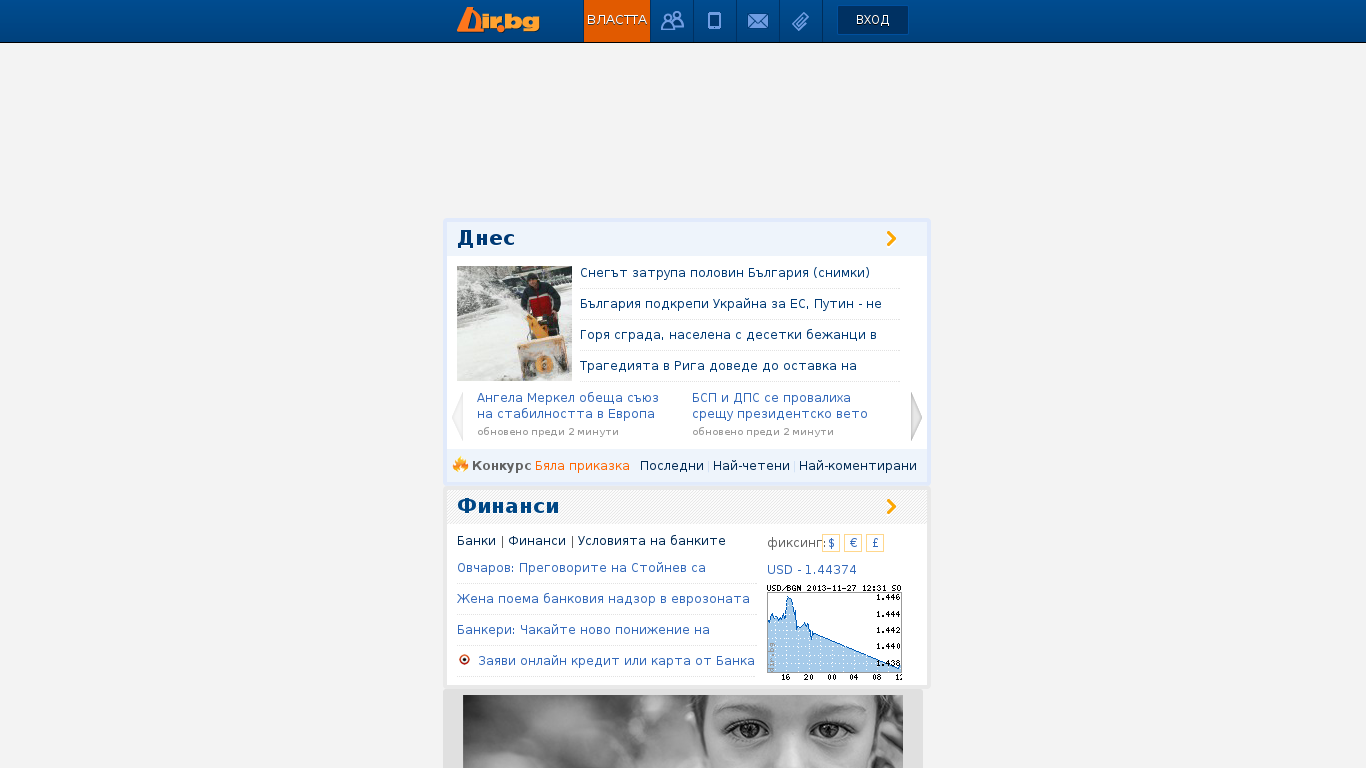 Dir.bg
ВЛАСТТА
ВХОД
Днес
Снегът затрупа половин България (снимки)
България подкрепи Украйна за ЕС, Путин - не
Горя сграда, населена с десетки бежанци в
Трагедията в Рига доведе до оставка на
Ангела Меркел обеща съюз
на стабилността в Европа
обновено преди 2 минути
БСП и ДПС се провалиха
срещу президентско вето
обновено преди 2 минути
Конкурс Бяла приказка Последни | Най-четени | Най-коментирани
Финанси
Банки | Финанси | Условията на банките
Овчаров: Преговорите на Стойнев са
Жена поема банковия надзор в еврозоната
Банкери: Чакайте ново понижение на
Заяви онлайн кредит или карта от Банка
фиксинг: $ € £
USD - 1.44374
USD/BGN 2013-11-27 12:31 SO
1.446
1.444
1.442
1.440
1.438
dir.bg
16 20 00 04 08 12